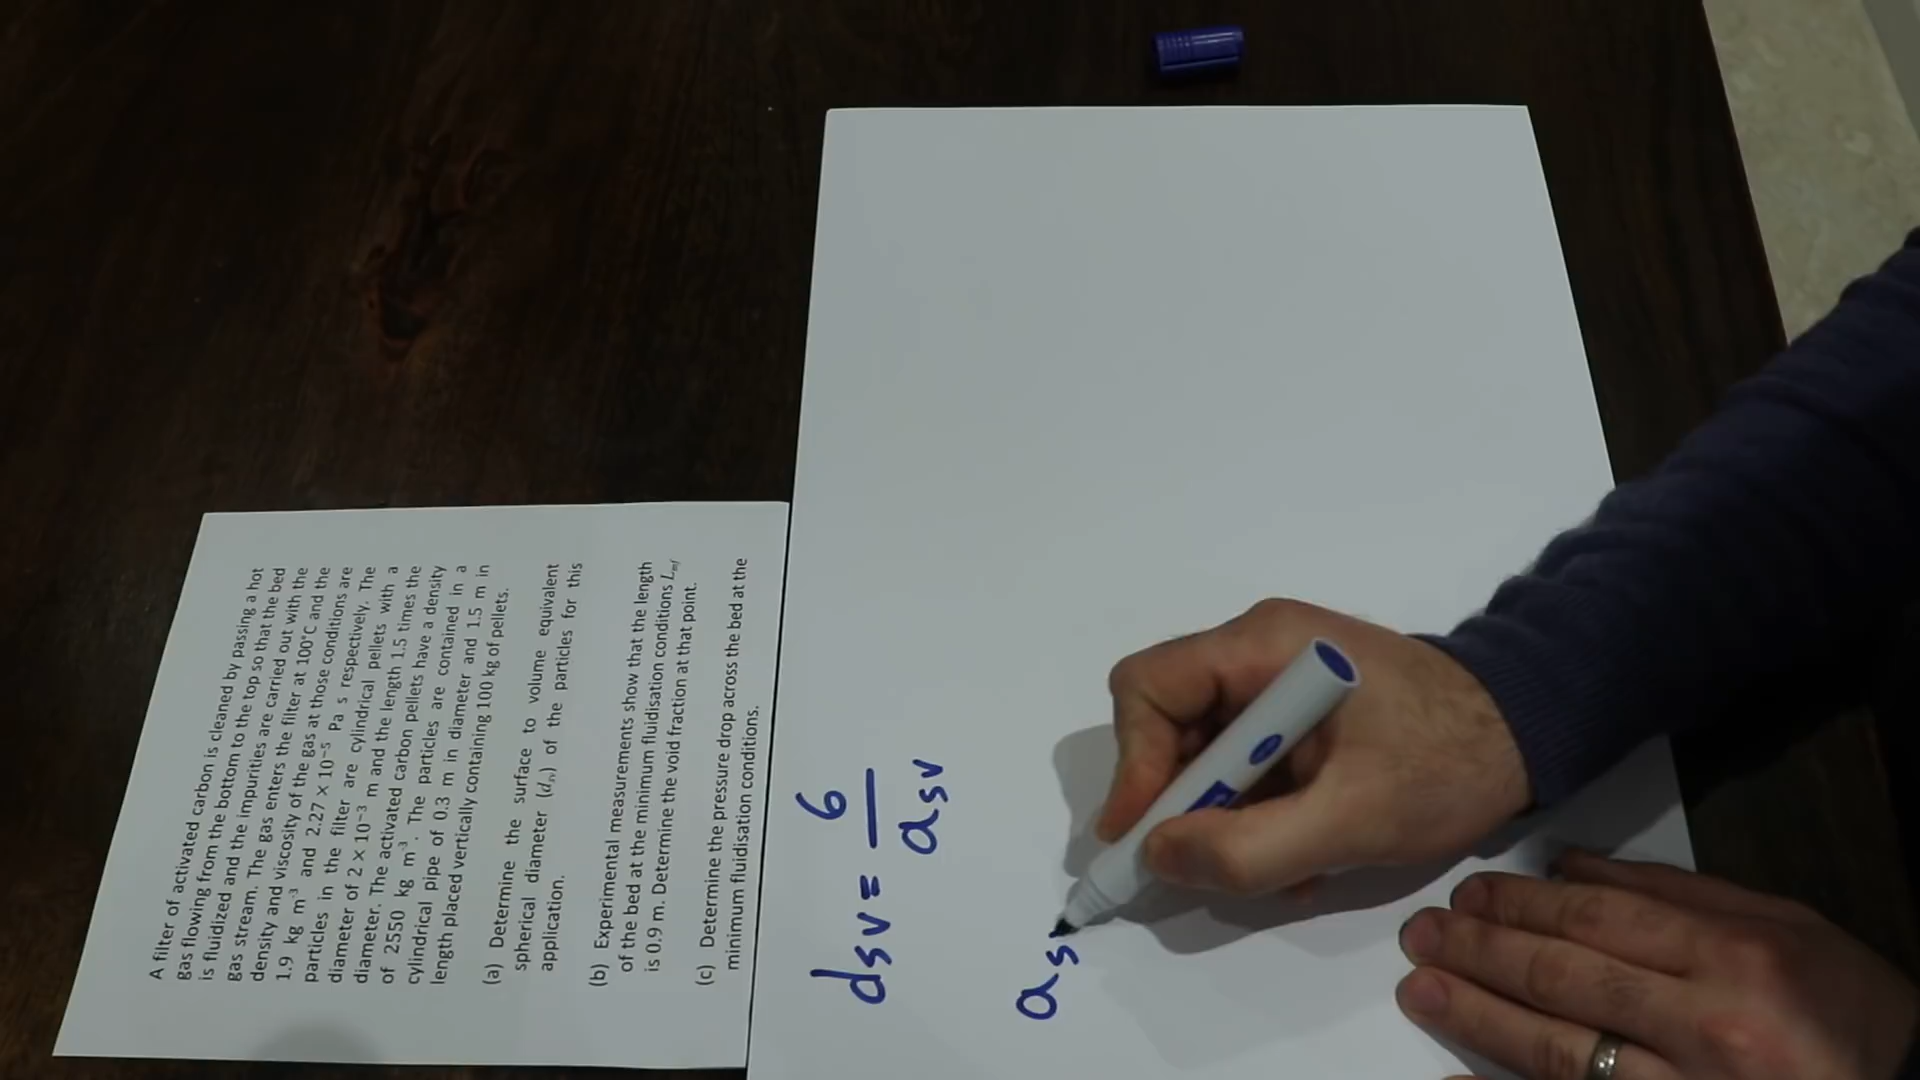 A filter of activated carbon is cleaned by passing a hot
gas flowing from the bottom to the top so that the bed
is fluidized and the impurities are carried out with the
gas stream. The gas enters the filter at 100°C and the
density and viscosity of the gas at those conditions are
1.9 kg m⁻³ and 2.27 × 10⁻⁵ Pa s respectively. The
particles in the filter are cylindrical pellets with a
diameter of 2 × 10⁻³ m and the length 1.5 times the
diameter. The activated carbon pellets have a density
of 2550 kg m⁻³. The particles are contained in a
cylindrical pipe of 0.3 m in diameter and 1.5 m in
length placed vertically containing 100 kg of pellets.
(a) Determine the surface to volume equivalent
spherical diameter (dₛᵥ) of the particles for this
application.
(b) Experimental measurements show that the length
of the bed at the minimum fluidisation conditions Lmf
is 0.9 m. Determine the void fraction at that point.
(c) Determine the pressure drop across the bed at the
minimum fluidisation conditions.
dsv = 6
asv
as